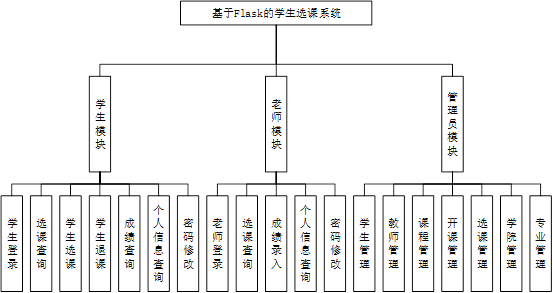 基于Flask的学生选课系统
学生模块
老师模块
管理员模块
学生登录
选课查询
学生选课
学生退课
成绩查询
个人信息查询
密码修改
老师登录
选课查询
成绩录入
个人信息查询
密码修改
学生管理
教师管理
课程管理
开课管理
选课管理
学院管理
专业管理